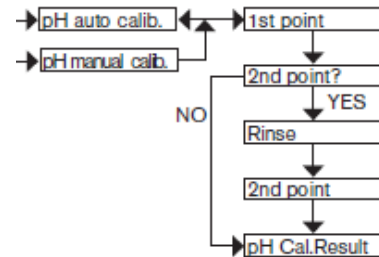 pH auto calib.
1st point
pH manual calib.
2nd point?
NO
YES
Rinse
2nd point
pH Cal.Result